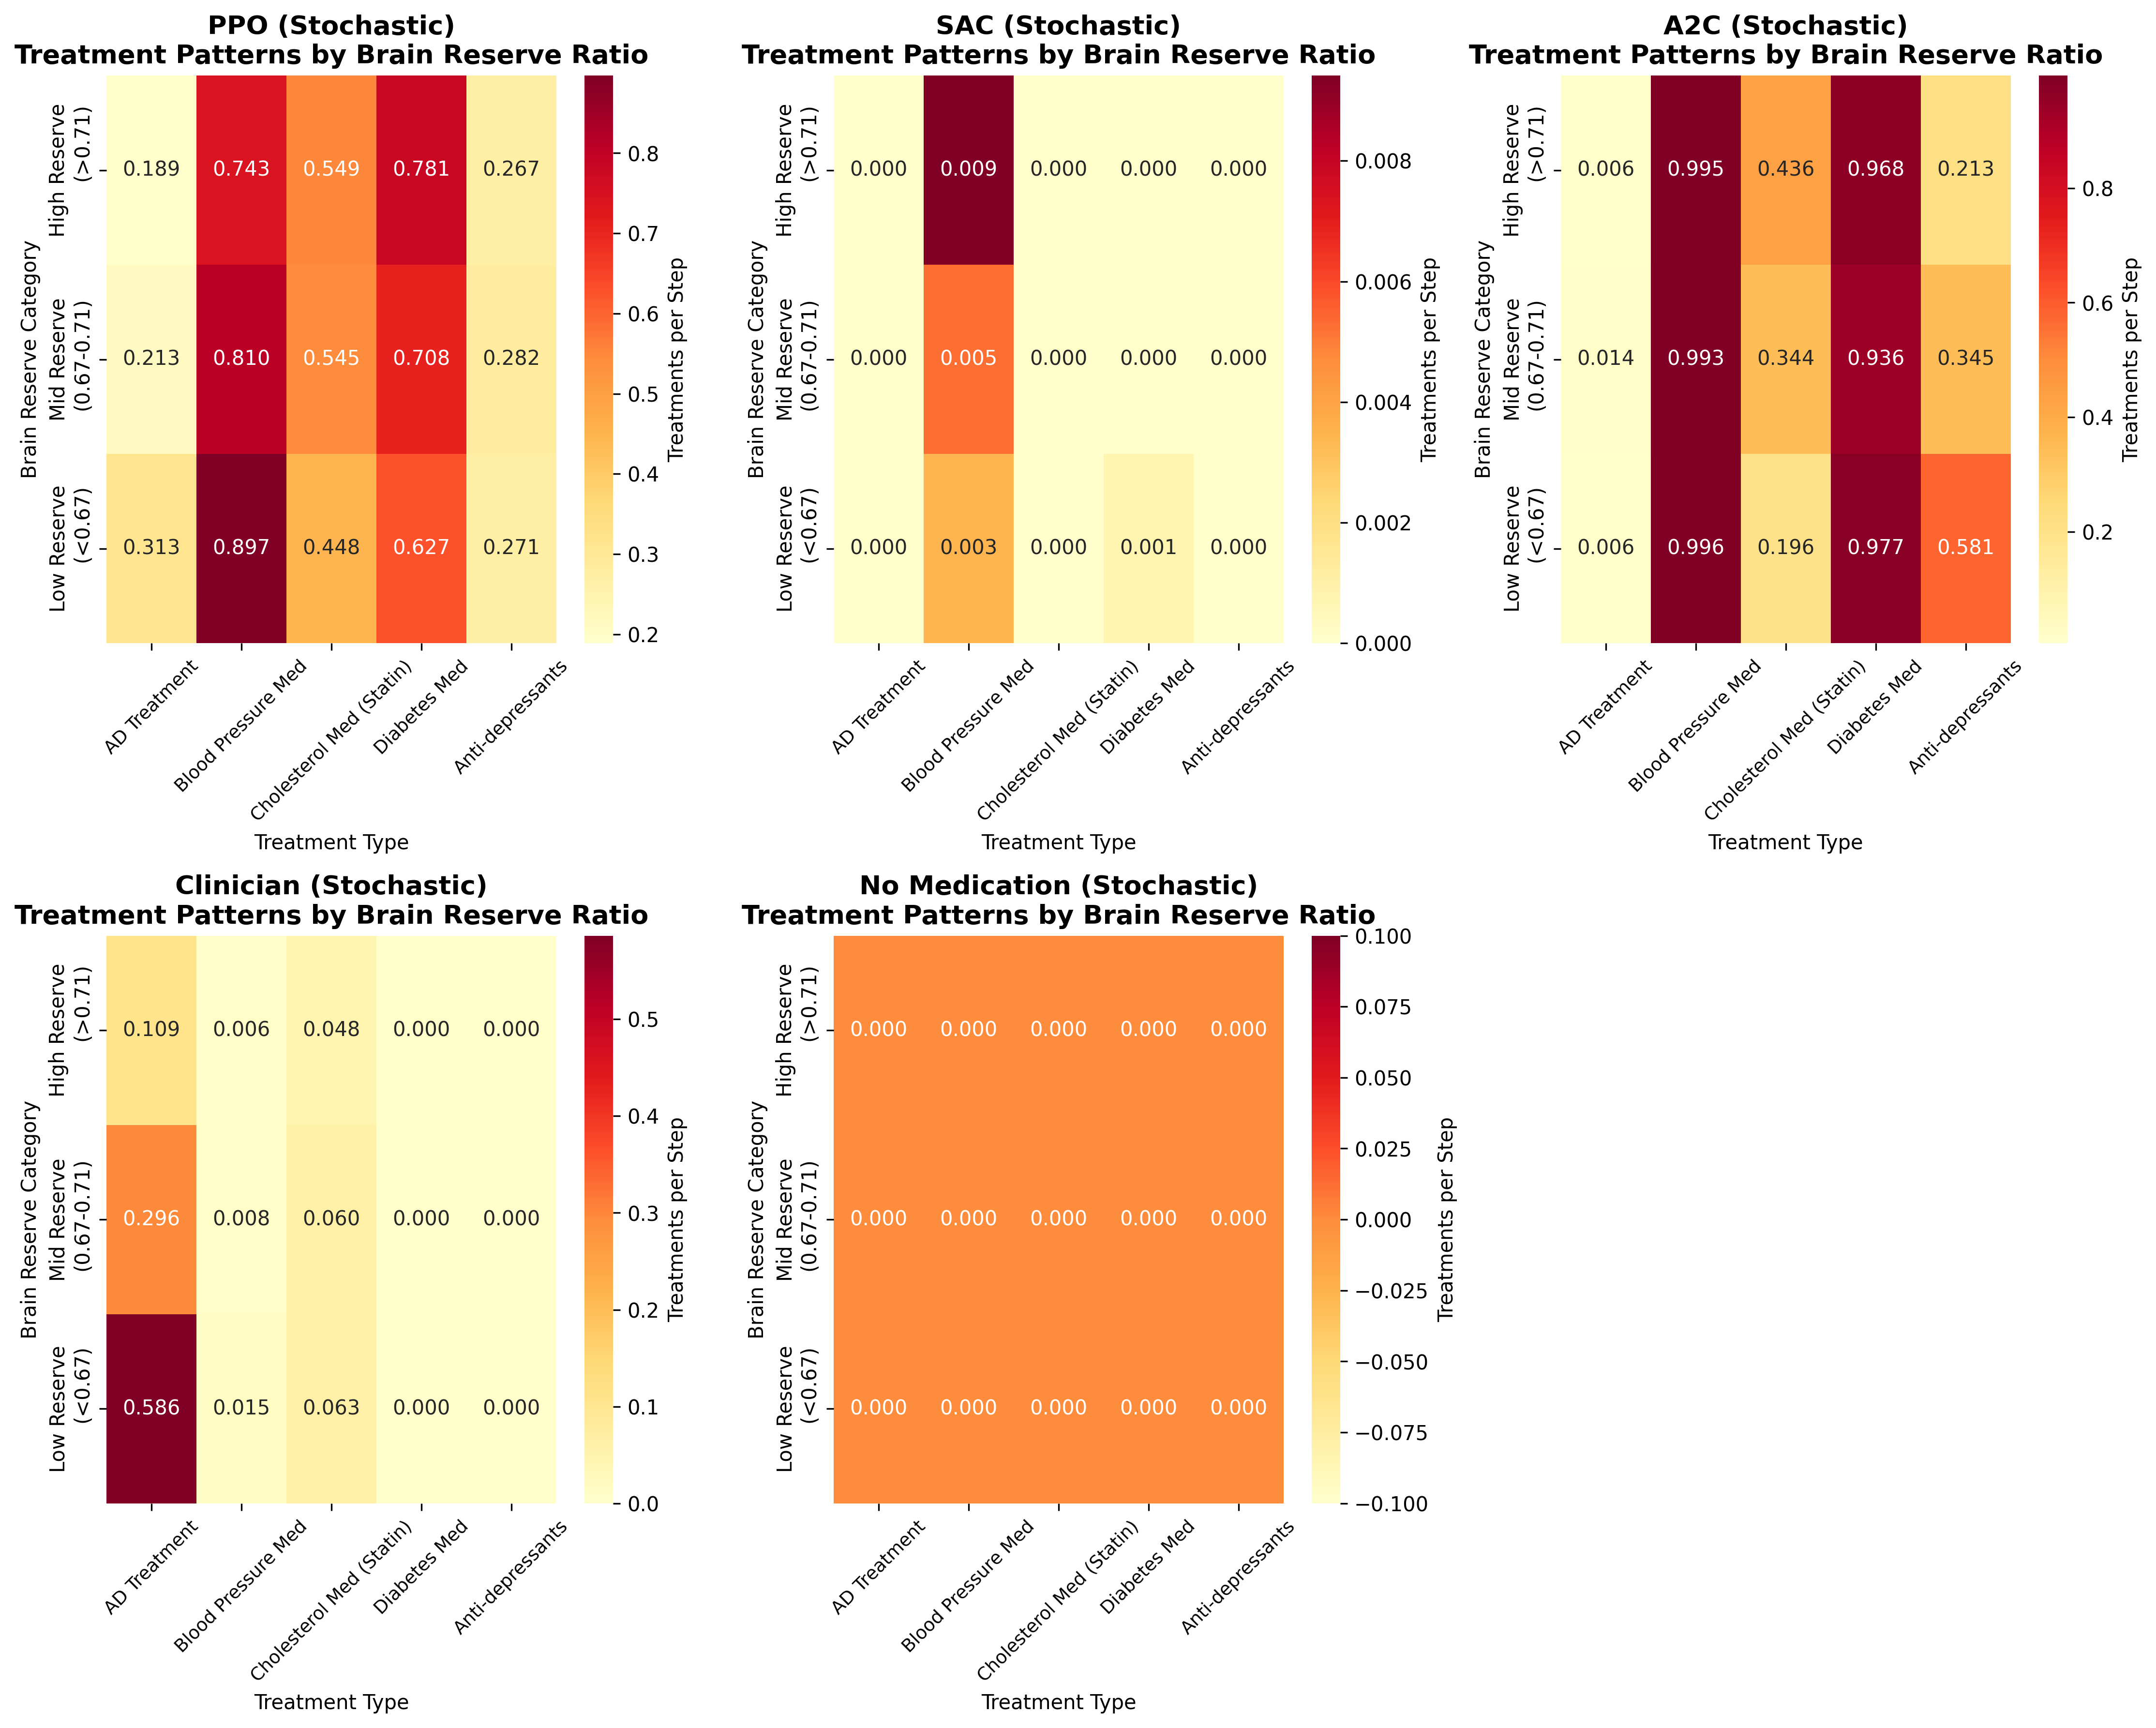 PPO (Stochastic)
Treatment Patterns by Brain Reserve Ratio
Brain Reserve Category
High Reserve
(>0.71)
Mid Reserve
(0.67-0.71)
Low Reserve
(<0.67)
0.189 0.743 0.549 0.781 0.267
0.213 0.810 0.545 0.708 0.282
0.313 0.897 0.448 0.627 0.271
AD Treatment
Blood Pressure Med
Cholesterol Med (Statin)
Diabetes Med
Anti-depressants
Treatment Type
0.8
0.7
0.6
0.5
0.4
0.3
0.2
Treatments per Step
SAC (Stochastic)
Treatment Patterns by Brain Reserve Ratio
Brain Reserve Category
High Reserve
(>0.71)
Mid Reserve
(0.67-0.71)
Low Reserve
(<0.67)
0.000 0.009 0.000 0.000 0.000
0.000 0.005 0.000 0.000 0.000
0.000 0.003 0.000 0.001 0.000
AD Treatment
Blood Pressure Med
Cholesterol Med (Statin)
Diabetes Med
Anti-depressants
Treatment Type
0.008
0.006
0.004
0.002
0.000
Treatments per Step
A2C (Stochastic)
Treatment Patterns by Brain Reserve Ratio
Brain Reserve Category
High Reserve
(>0.71)
Mid Reserve
(0.67-0.71)
Low Reserve
(<0.67)
0.006 0.995 0.436 0.968 0.213
0.014 0.993 0.344 0.936 0.345
0.006 0.996 0.196 0.977 0.581
AD Treatment
Blood Pressure Med
Cholesterol Med (Statin)
Diabetes Med
Anti-depressants
Treatment Type
0.8
0.6
0.4
0.2
Treatments per Step
Clinician (Stochastic)
Treatment Patterns by Brain Reserve Ratio
Brain Reserve Category
High Reserve
(>0.71)
Mid Reserve
(0.67-0.71)
Low Reserve
(<0.67)
0.109 0.006 0.048 0.000 0.000
0.296 0.008 0.060 0.000 0.000
0.586 0.015 0.063 0.000 0.000
AD Treatment
Blood Pressure Med
Cholesterol Med (Statin)
Diabetes Med
Anti-depressants
Treatment Type
0.5
0.4
0.3
0.2
0.1
0.0
Treatments per Step
No Medication (Stochastic)
Treatment Patterns by Brain Reserve Ratio
Brain Reserve Category
High Reserve
(>0.71)
Mid Reserve
(0.67-0.71)
Low Reserve
(<0.67)
0.000 0.000 0.000 0.000 0.000
0.000 0.000 0.000 0.000 0.000
0.000 0.000 0.000 0.000 0.000
AD Treatment
Blood Pressure Med
Cholesterol Med (Statin)
Diabetes Med
Anti-depressants
Treatment Type
0.100
0.075
0.050
0.025
0.000
−0.025
−0.050
−0.075
−0.100
Treatments per Step